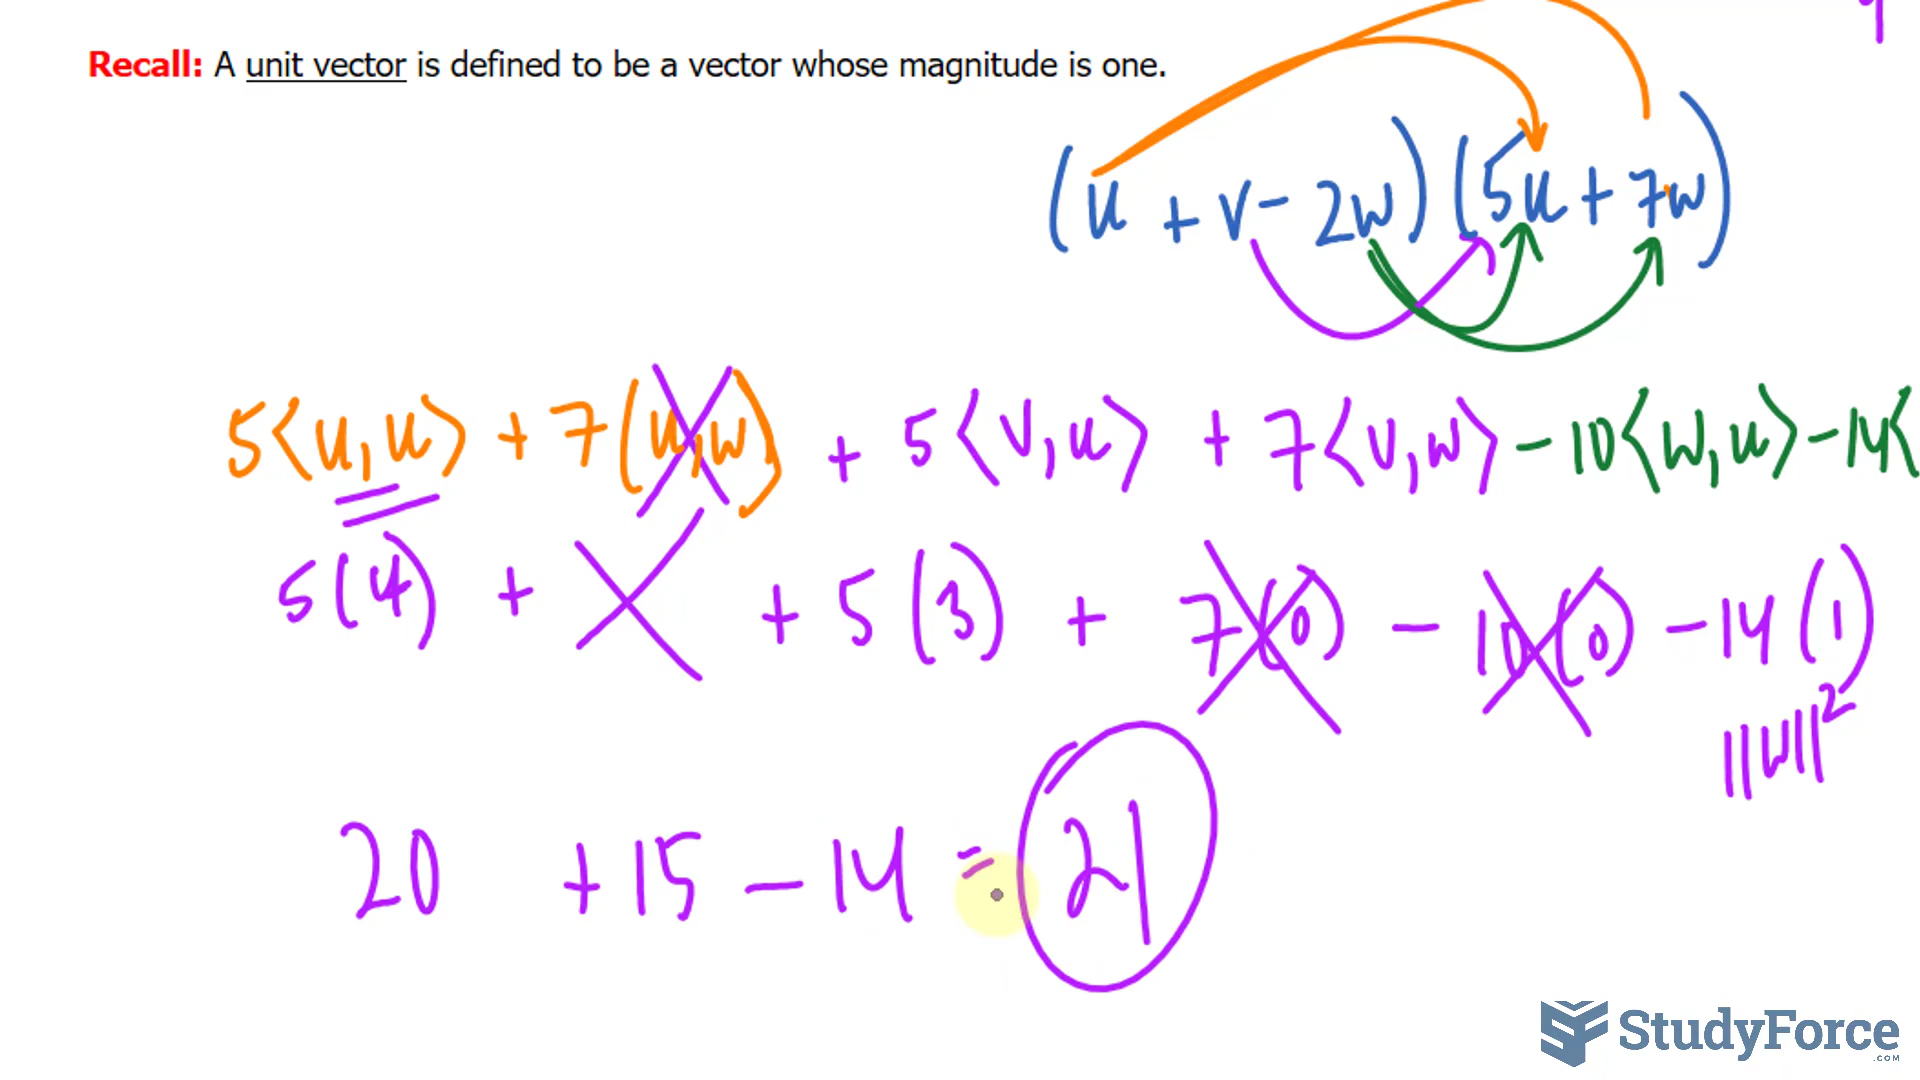 Recall: A unit vector is defined to be a vector whose magnitude is one.
(u + v - 2w)(5u + 7w)
5⟨u,u⟩ + 7(u,w) + 5⟨v,u⟩ + 7⟨v,w⟩ - 10⟨w,u⟩ - 14⟨
5(4) + + 5(3) + 7(0) - 10(0) - 14(1)
||w||²
20 + 15 - 14 = 21
StudyForce
.COM